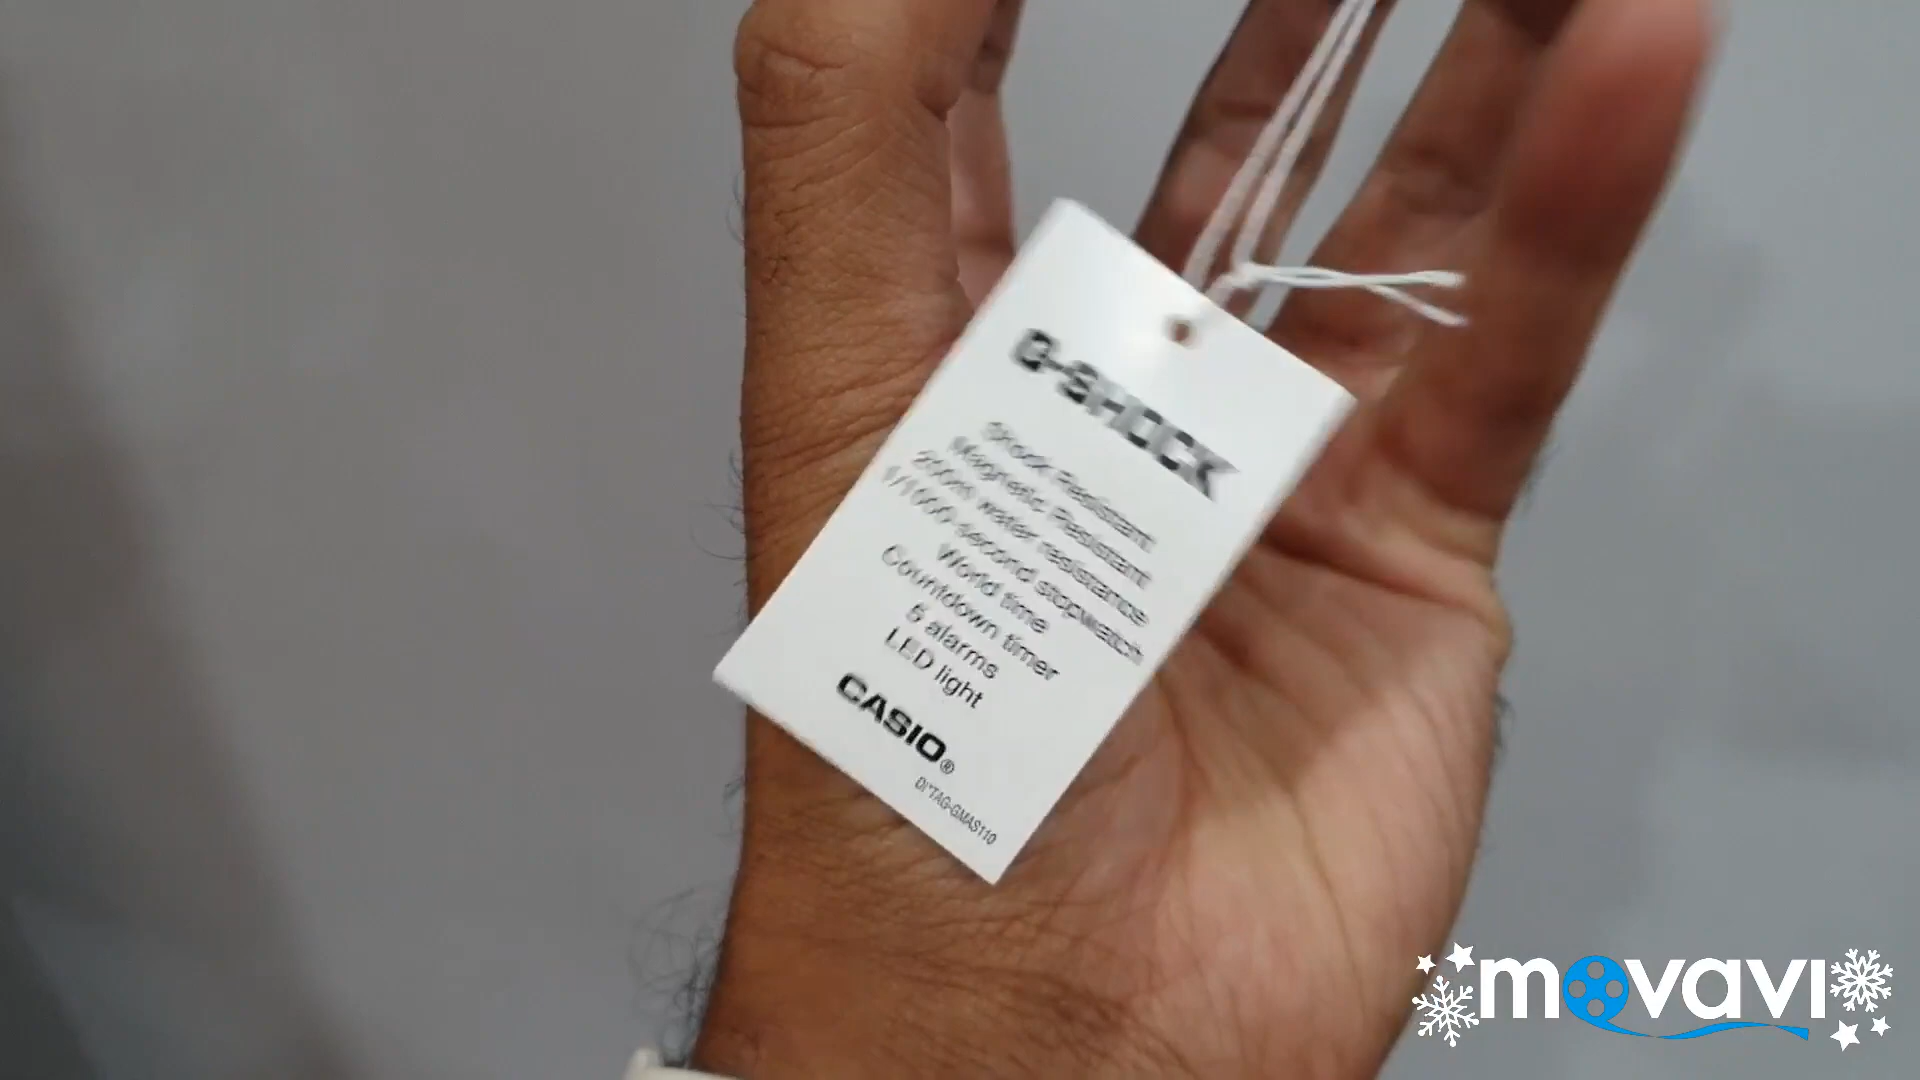 G-SHOCK
Shock Resistant
Magnetic Resistant
200m water resistance
1/1000-second stopwatch
World time
Countdown timer
5 alarms
LED light
CASIO®
DI*TAG-GMAS110
movavi